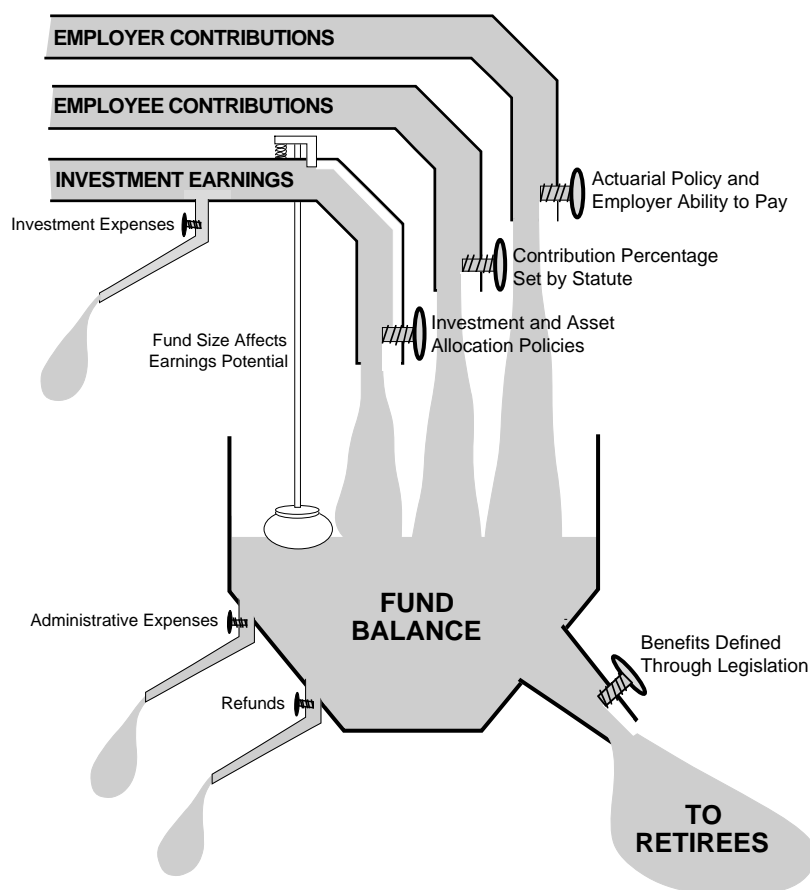 EMPLOYER CONTRIBUTIONS
EMPLOYEE CONTRIBUTIONS
INVESTMENT EARNINGS
Actuarial Policy and
Employer Ability to Pay
Investment Expenses
Contribution Percentage
Set by Statute
Investment and Asset
Allocation Policies
Fund Size Affects
Earnings Potential
FUND
BALANCE
Administrative Expenses
Benefits Defined
Through Legislation
Refunds
TO
RETIREES